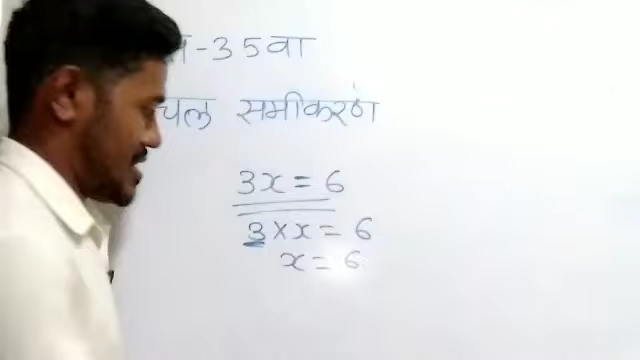 -35वा
चल समीकरणं
3x = 6
3 × x = 6
x = 6